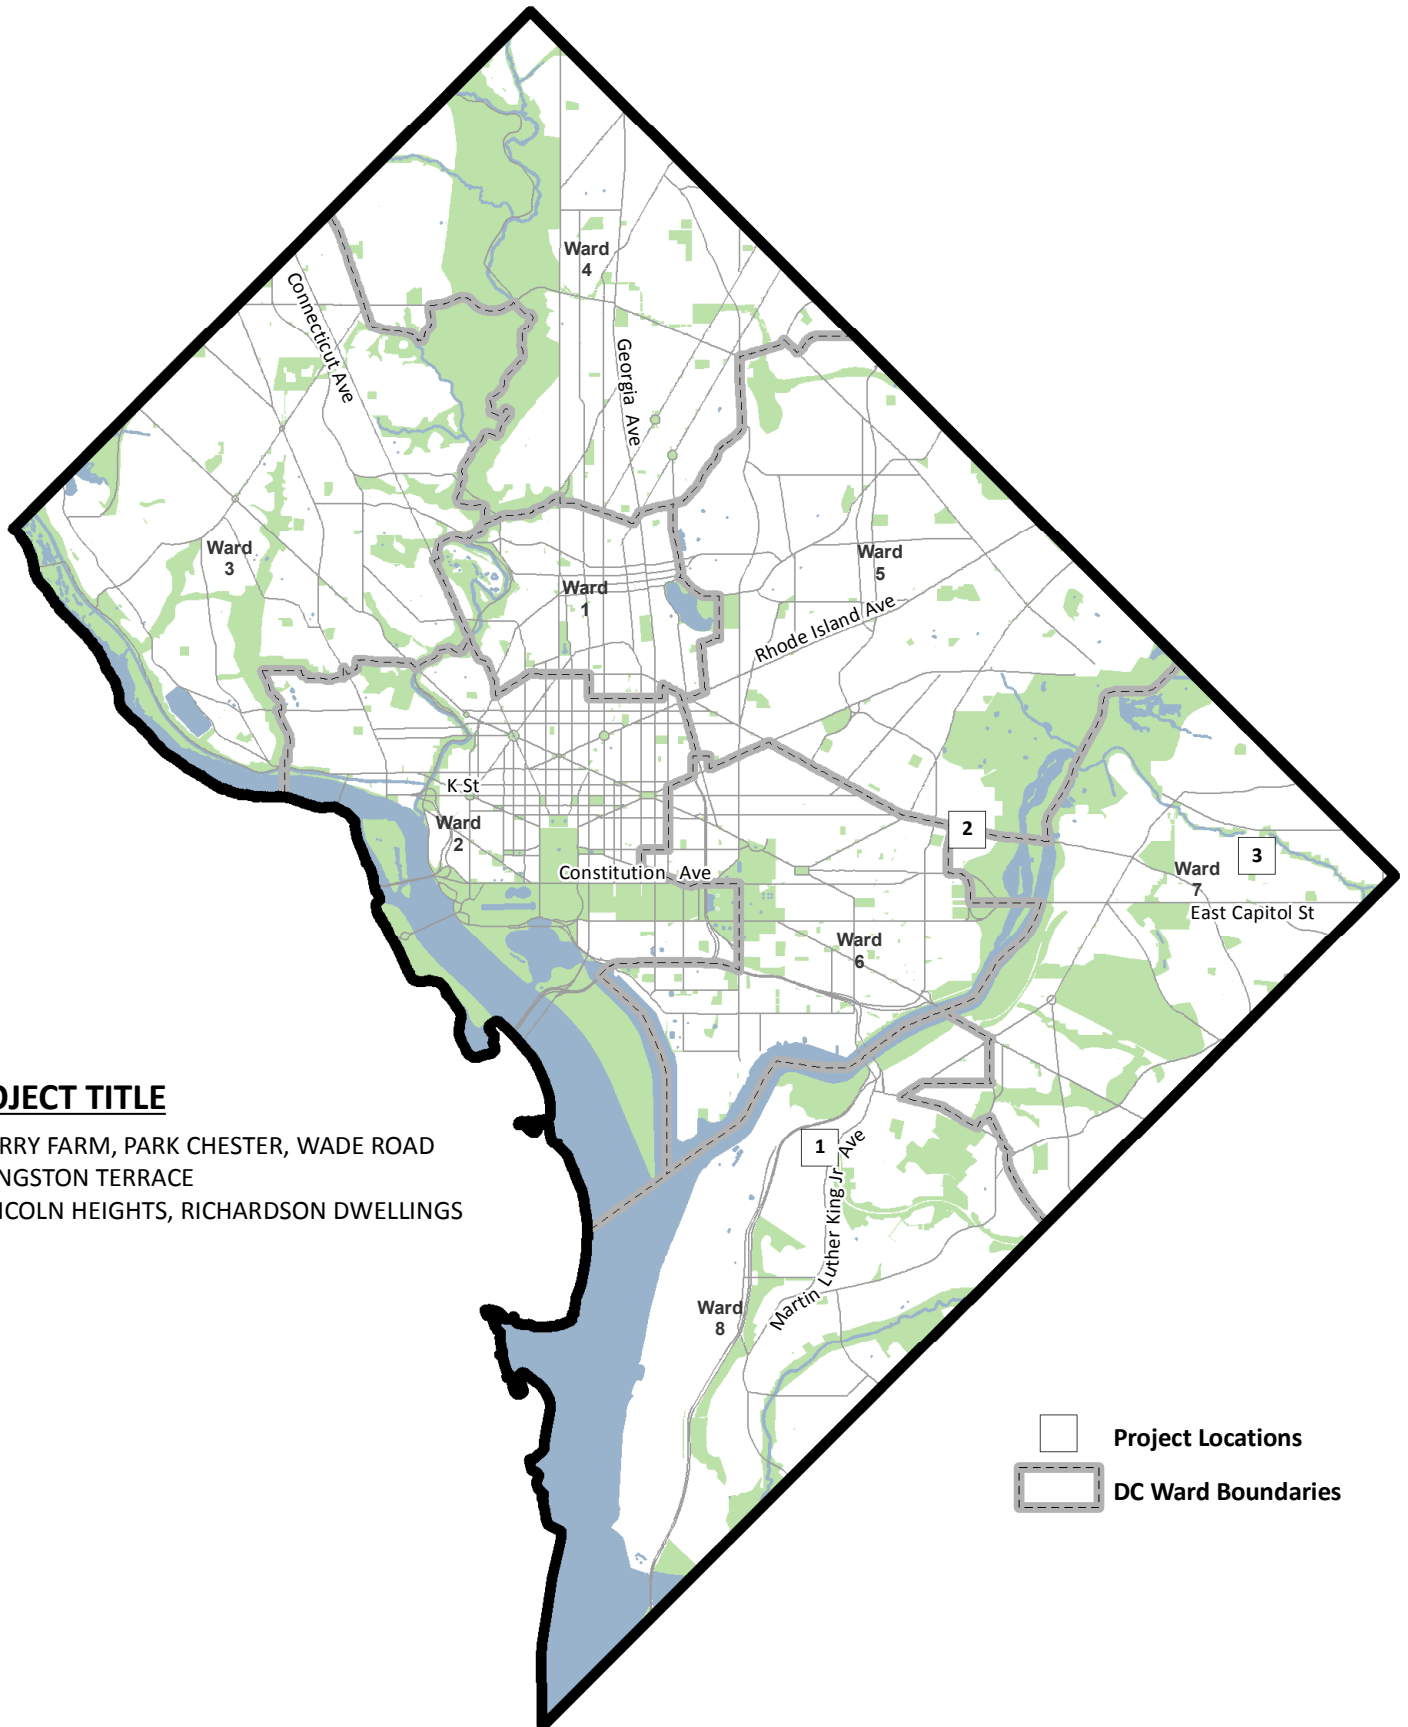 Ward
4
Connecticut Ave
Georgia Ave
Ward
3
Ward
5
Ward
1
Rhode Island Ave
K St
Ward
2
2
3
Constitution Ave
Ward
7
East Capitol St
Ward
6
OJECT TITLE
RRY FARM, PARK CHESTER, WADE ROAD
NGSTON TERRACE
NCOLN HEIGHTS, RICHARDSON DWELLINGS
1
Martin Luther King Jr. Ave
Ward
8
Project Locations
DC Ward Boundaries